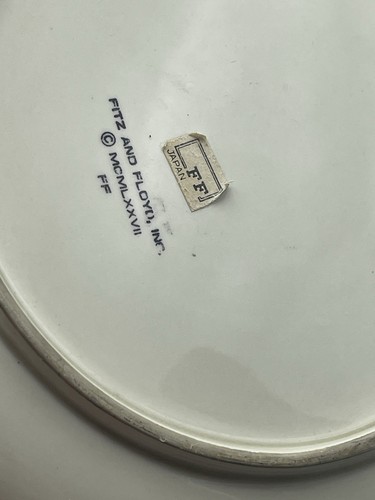 FITZ AND FLOYD, INC.
© MCMLXXVII
FF
FF
JAPAN